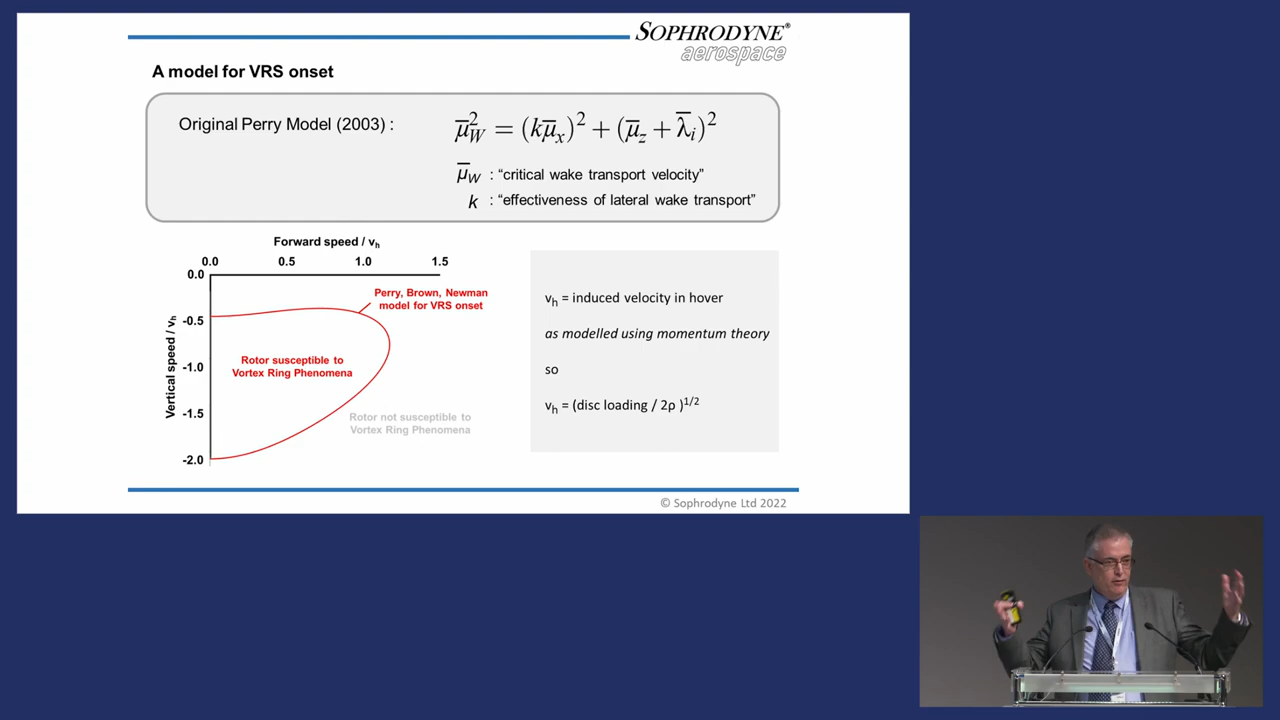 SOPHRODYNE®
aerospace
A model for VRS onset
Original Perry Model (2003) : μ̅²_W = (kμ̅_x)² + (μ̅_z + λ̅_i)²
μ̅_W : “critical wake transport velocity”
k : “effectiveness of lateral wake transport”
Forward speed / v_h
0.0 0.5 1.0 1.5
0.0
-0.5
-1.0
-1.5
-2.0
Vertical speed / v_h
Perry, Brown, Newman
model for VRS onset
Rotor susceptible to
Vortex Ring Phenomena
Rotor not susceptible to
Vortex Ring Phenomena
v_h = induced velocity in hover
as modelled using momentum theory
so
v_h = (disc loading / 2ρ )^1/2
© Sophrodyne Ltd 2022